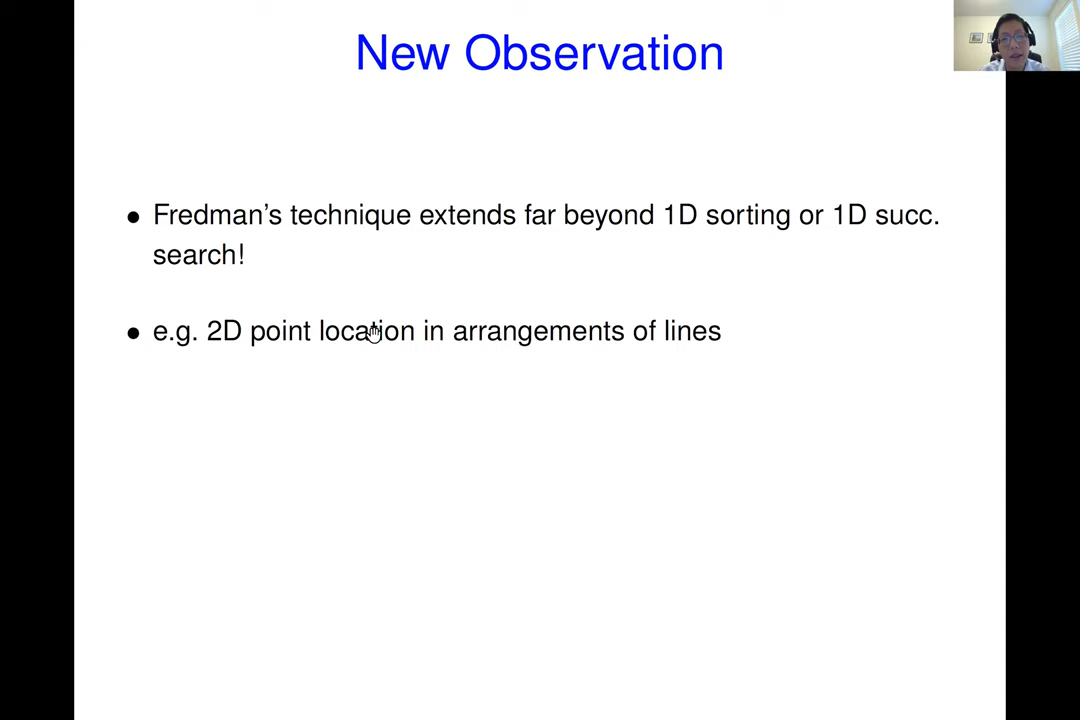 New Observation
• Fredman's technique extends far beyond 1D sorting or 1D succ.
search!
• e.g. 2D point location in arrangements of lines